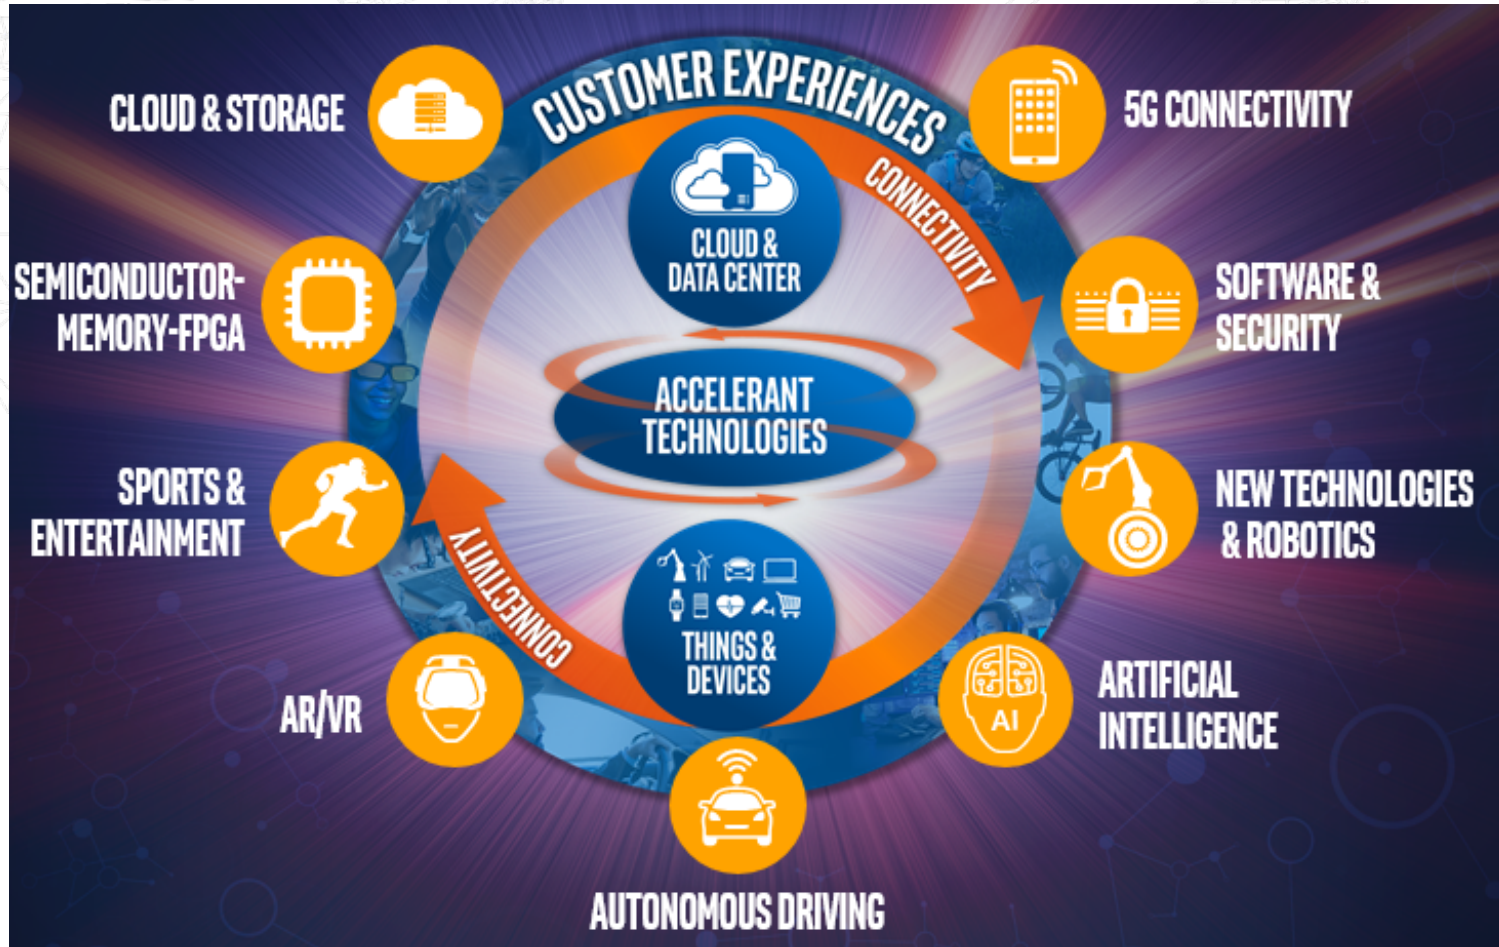 CUSTOMER EXPERIENCES
CLOUD & STORAGE
5G CONNECTIVITY
CONNECTIVITY
CLOUD &
DATA CENTER
SEMICONDUCTOR-
MEMORY-FPGA
SOFTWARE &
SECURITY
ACCELERANT
TECHNOLOGIES
SPORTS &
ENTERTAINMENT
NEW TECHNOLOGIES
& ROBOTICS
CONNECTIVITY
THINGS &
DEVICES
AR/VR
AI
ARTIFICIAL
INTELLIGENCE
AUTONOMOUS DRIVING